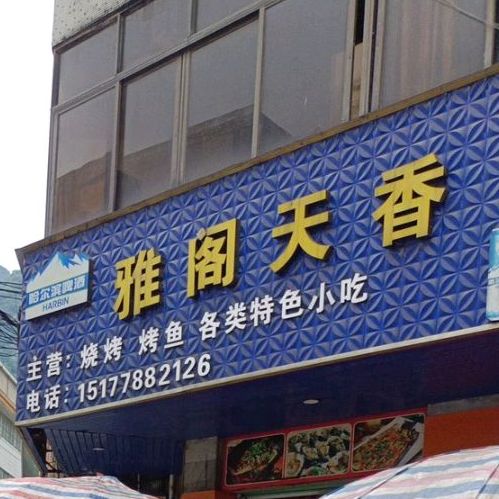 雅阁天香
哈尔滨啤酒
HARBIN
主营：烧烤 烤鱼 各类特色小吃
电话：15177882126